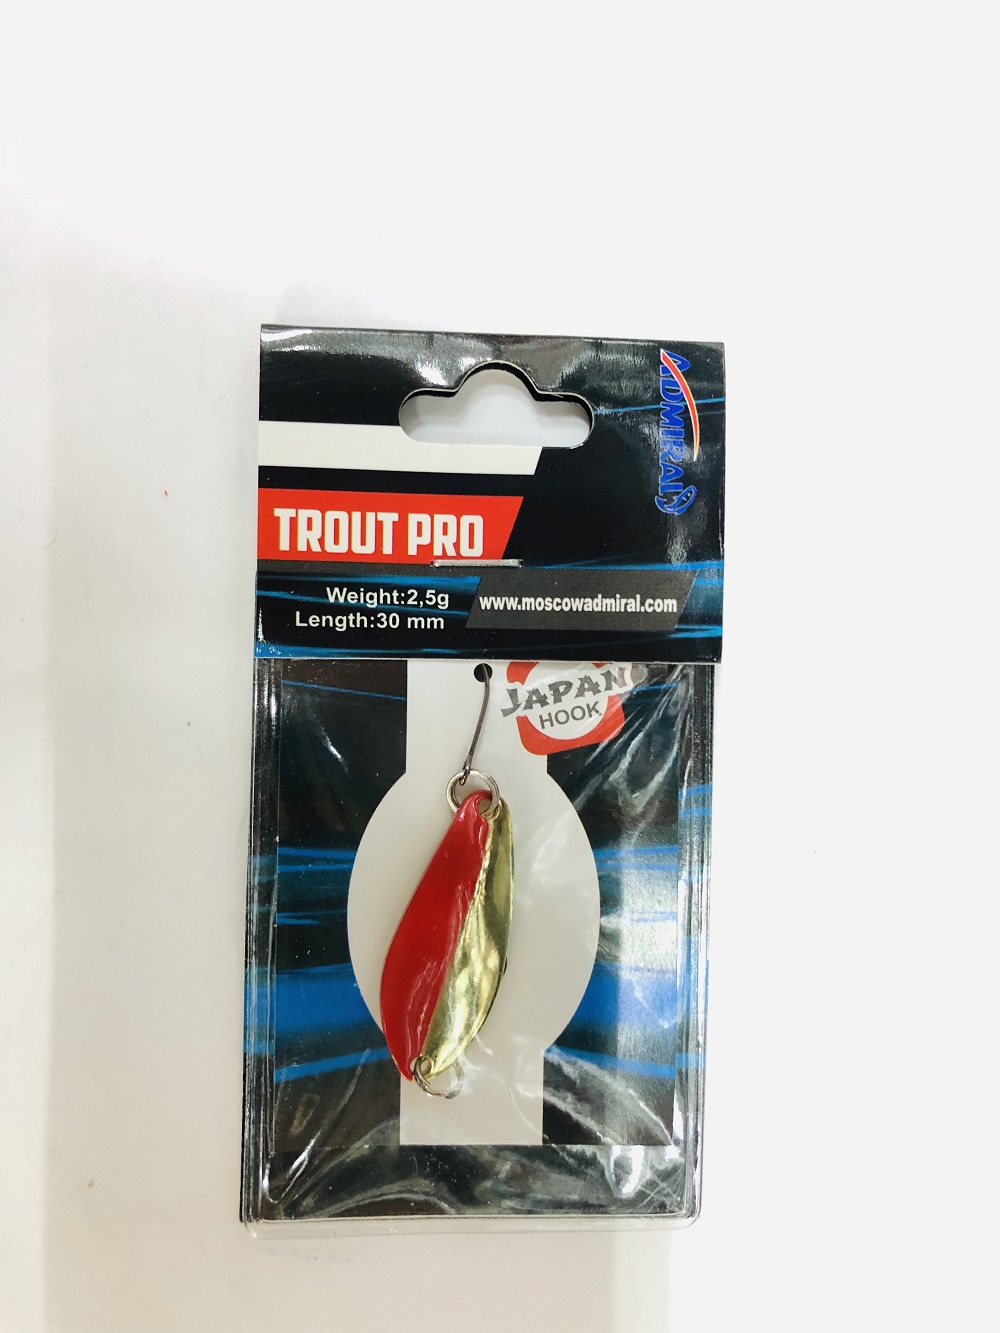 ADMIRAL
TROUT PRO
Weight:2,5g
Length:30 mm
www.moscowadmiral.com
JAPAN
HOOK